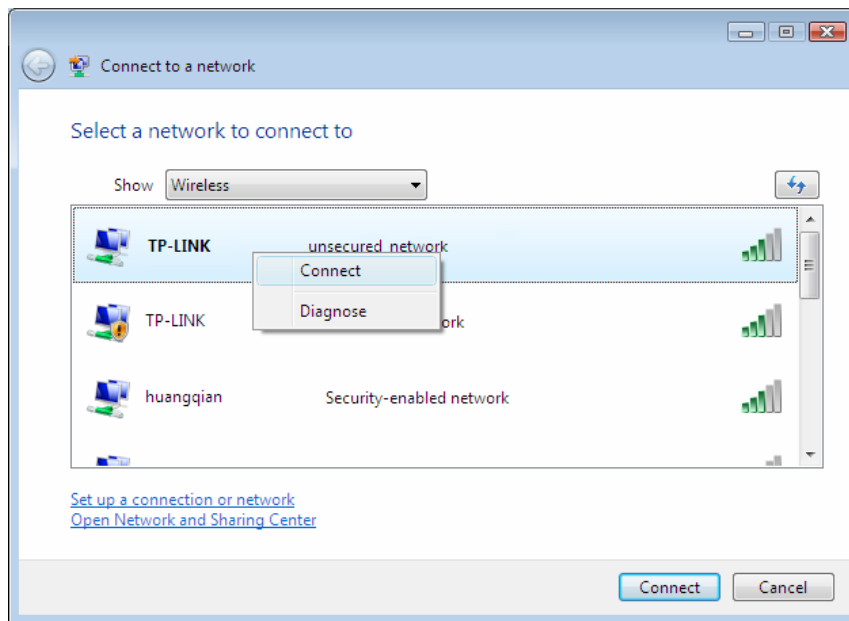 Connect to a network
Select a network to connect to
Show Wireless
TP-LINK unsecured network
Connect
Diagnose
TP-LINK
huangqian Security-enabled network
Set up a connection or network
Open Network and Sharing Center
Connect Cancel